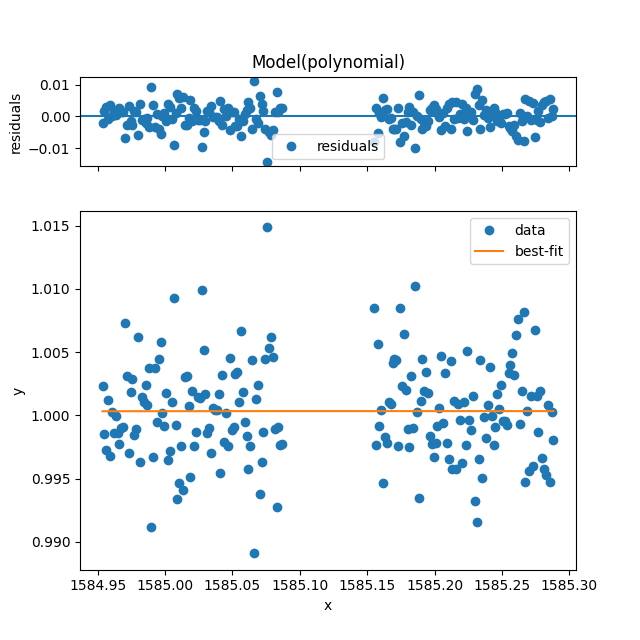 Model(polynomial)
0.01
0.00
−0.01
residuals
residuals
1.015
1.010
1.005
1.000
0.995
0.990
y
data
best-fit
1584.95 1585.00 1585.05 1585.10 1585.15 1585.20 1585.25 1585.30
x